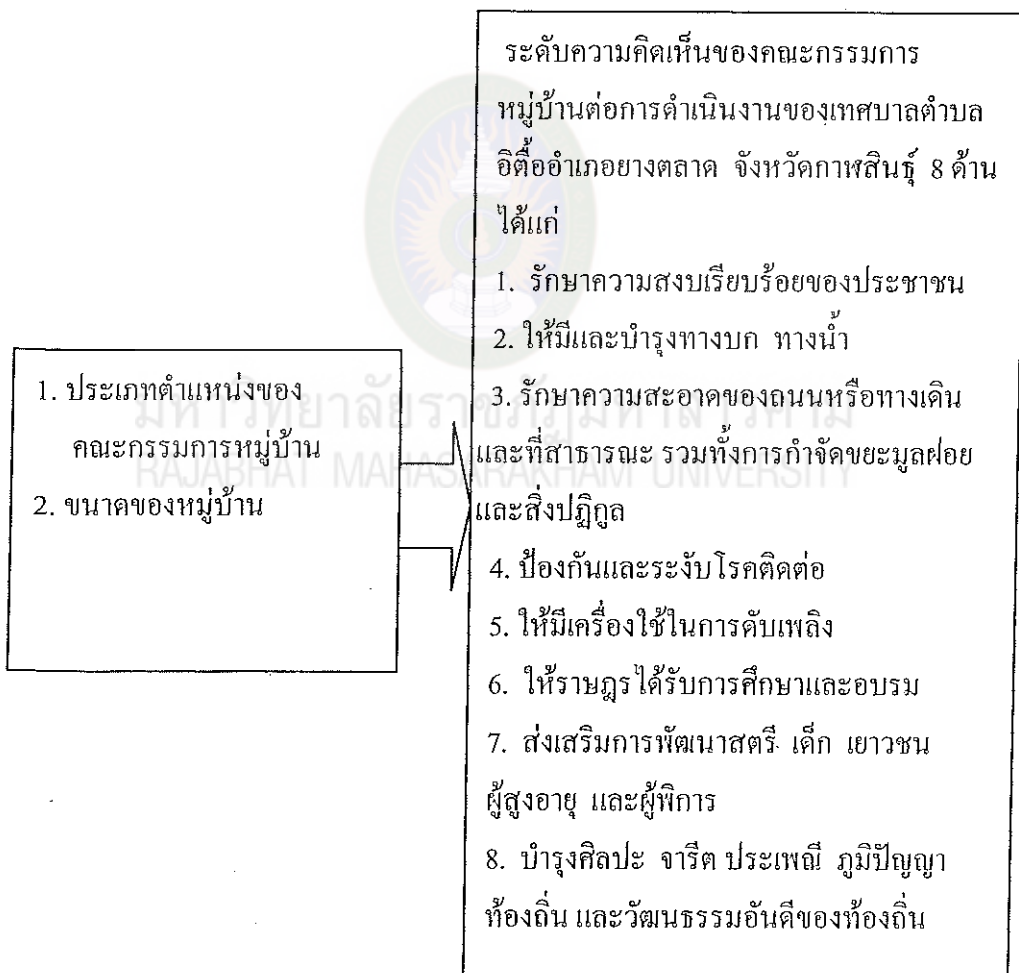 1. ประเภทตำแหน่งของ
คณะกรรมการหมู่บ้าน
2. ขนาดของหมู่บ้าน
ระดับความคิดเห็นของคณะกรรมการ
หมู่บ้านต่อการดำเนินงานของเทศบาลตำบล
อิตื้ออำเภอยางตลาด จังหวัดกาฬสินธุ์ 8 ด้าน
ได้แก่
1. รักษาความสงบเรียบร้อยของประชาชน
2. ให้มีและบำรุงทางบก ทางน้ำ
3. รักษาความสะอาดของถนนหรือทางเดิน
และที่สาธารณะ รวมทั้งการกำจัดขยะมูลฝอย
และสิ่งปฏิกูล
4. ป้องกันและระงับโรคติดต่อ
5. ให้มีเครื่องใช้ในการดับเพลิง
6. ให้ราษฎรได้รับการศึกษาและอบรม
7. ส่งเสริมการพัฒนาสตรี เด็ก เยาวชน
ผู้สูงอายุ และผู้พิการ
8. บำรุงศิลปะ จารีต ประเพณี ภูมิปัญญา
ท้องถิ่น และวัฒนธรรมอันดีของท้องถิ่น
มหาวิทยาลัยราชภัฏมหาสารคาม
RAJABHAT MAHASARAKHAM UNIVERSITY